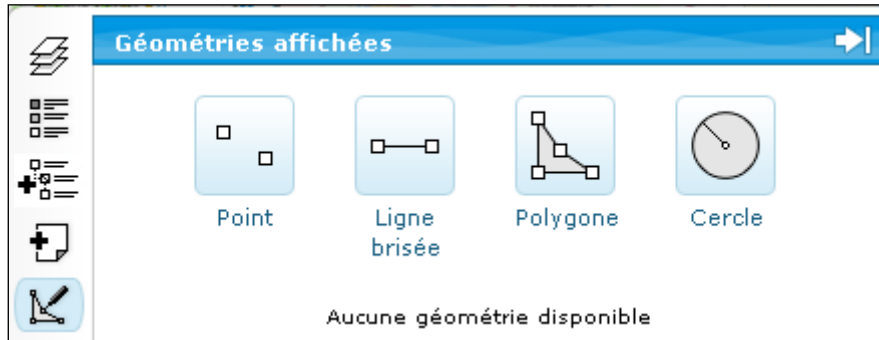 Géométries affichées
Point
Ligne
brisée
Polygone
Cercle
Aucune géométrie disponible